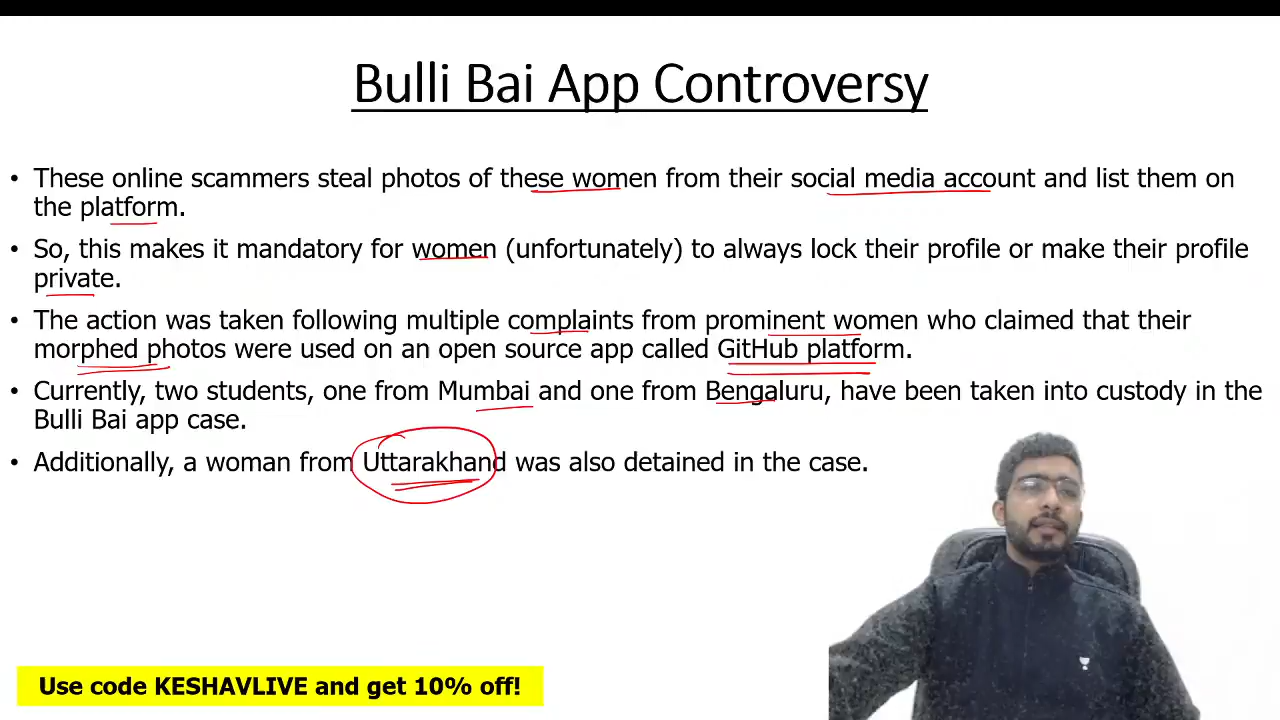 Bulli Bai App Controversy
• These online scammers steal photos of these women from their social media account and list them on
the platform.
• So, this makes it mandatory for women (unfortunately) to always lock their profile or make their profile
private.
• The action was taken following multiple complaints from prominent women who claimed that their
morphed photos were used on an open source app called GitHub platform.
• Currently, two students, one from Mumbai and one from Bengaluru, have been taken into custody in the
Bulli Bai app case.
• Additionally, a woman from Uttarakhand was also detained in the case.
Use code KESHAVLIVE and get 10% off!